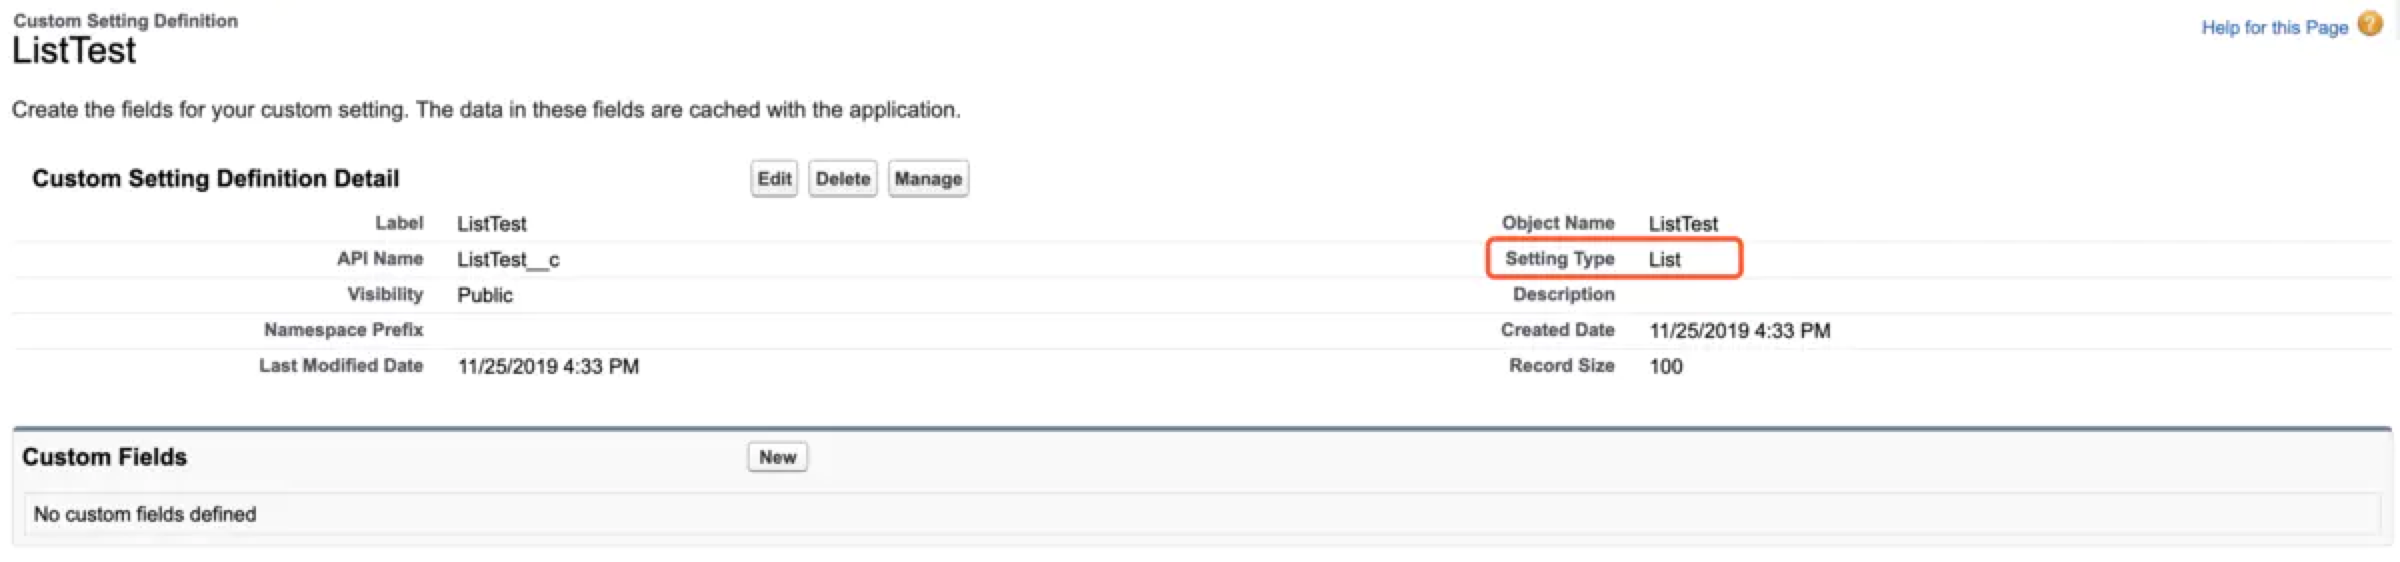 Custom Setting Definition
ListTest
Help for this Page ?
Create the fields for your custom setting. The data in these fields are cached with the application.
Custom Setting Definition Detail Edit Delete Manage
Label ListTest Object Name ListTest
API Name ListTest__c Setting Type List
Visibility Public Description
Namespace Prefix Created Date 11/25/2019 4:33 PM
Last Modified Date 11/25/2019 4:33 PM Record Size 100
Custom Fields New
No custom fields defined